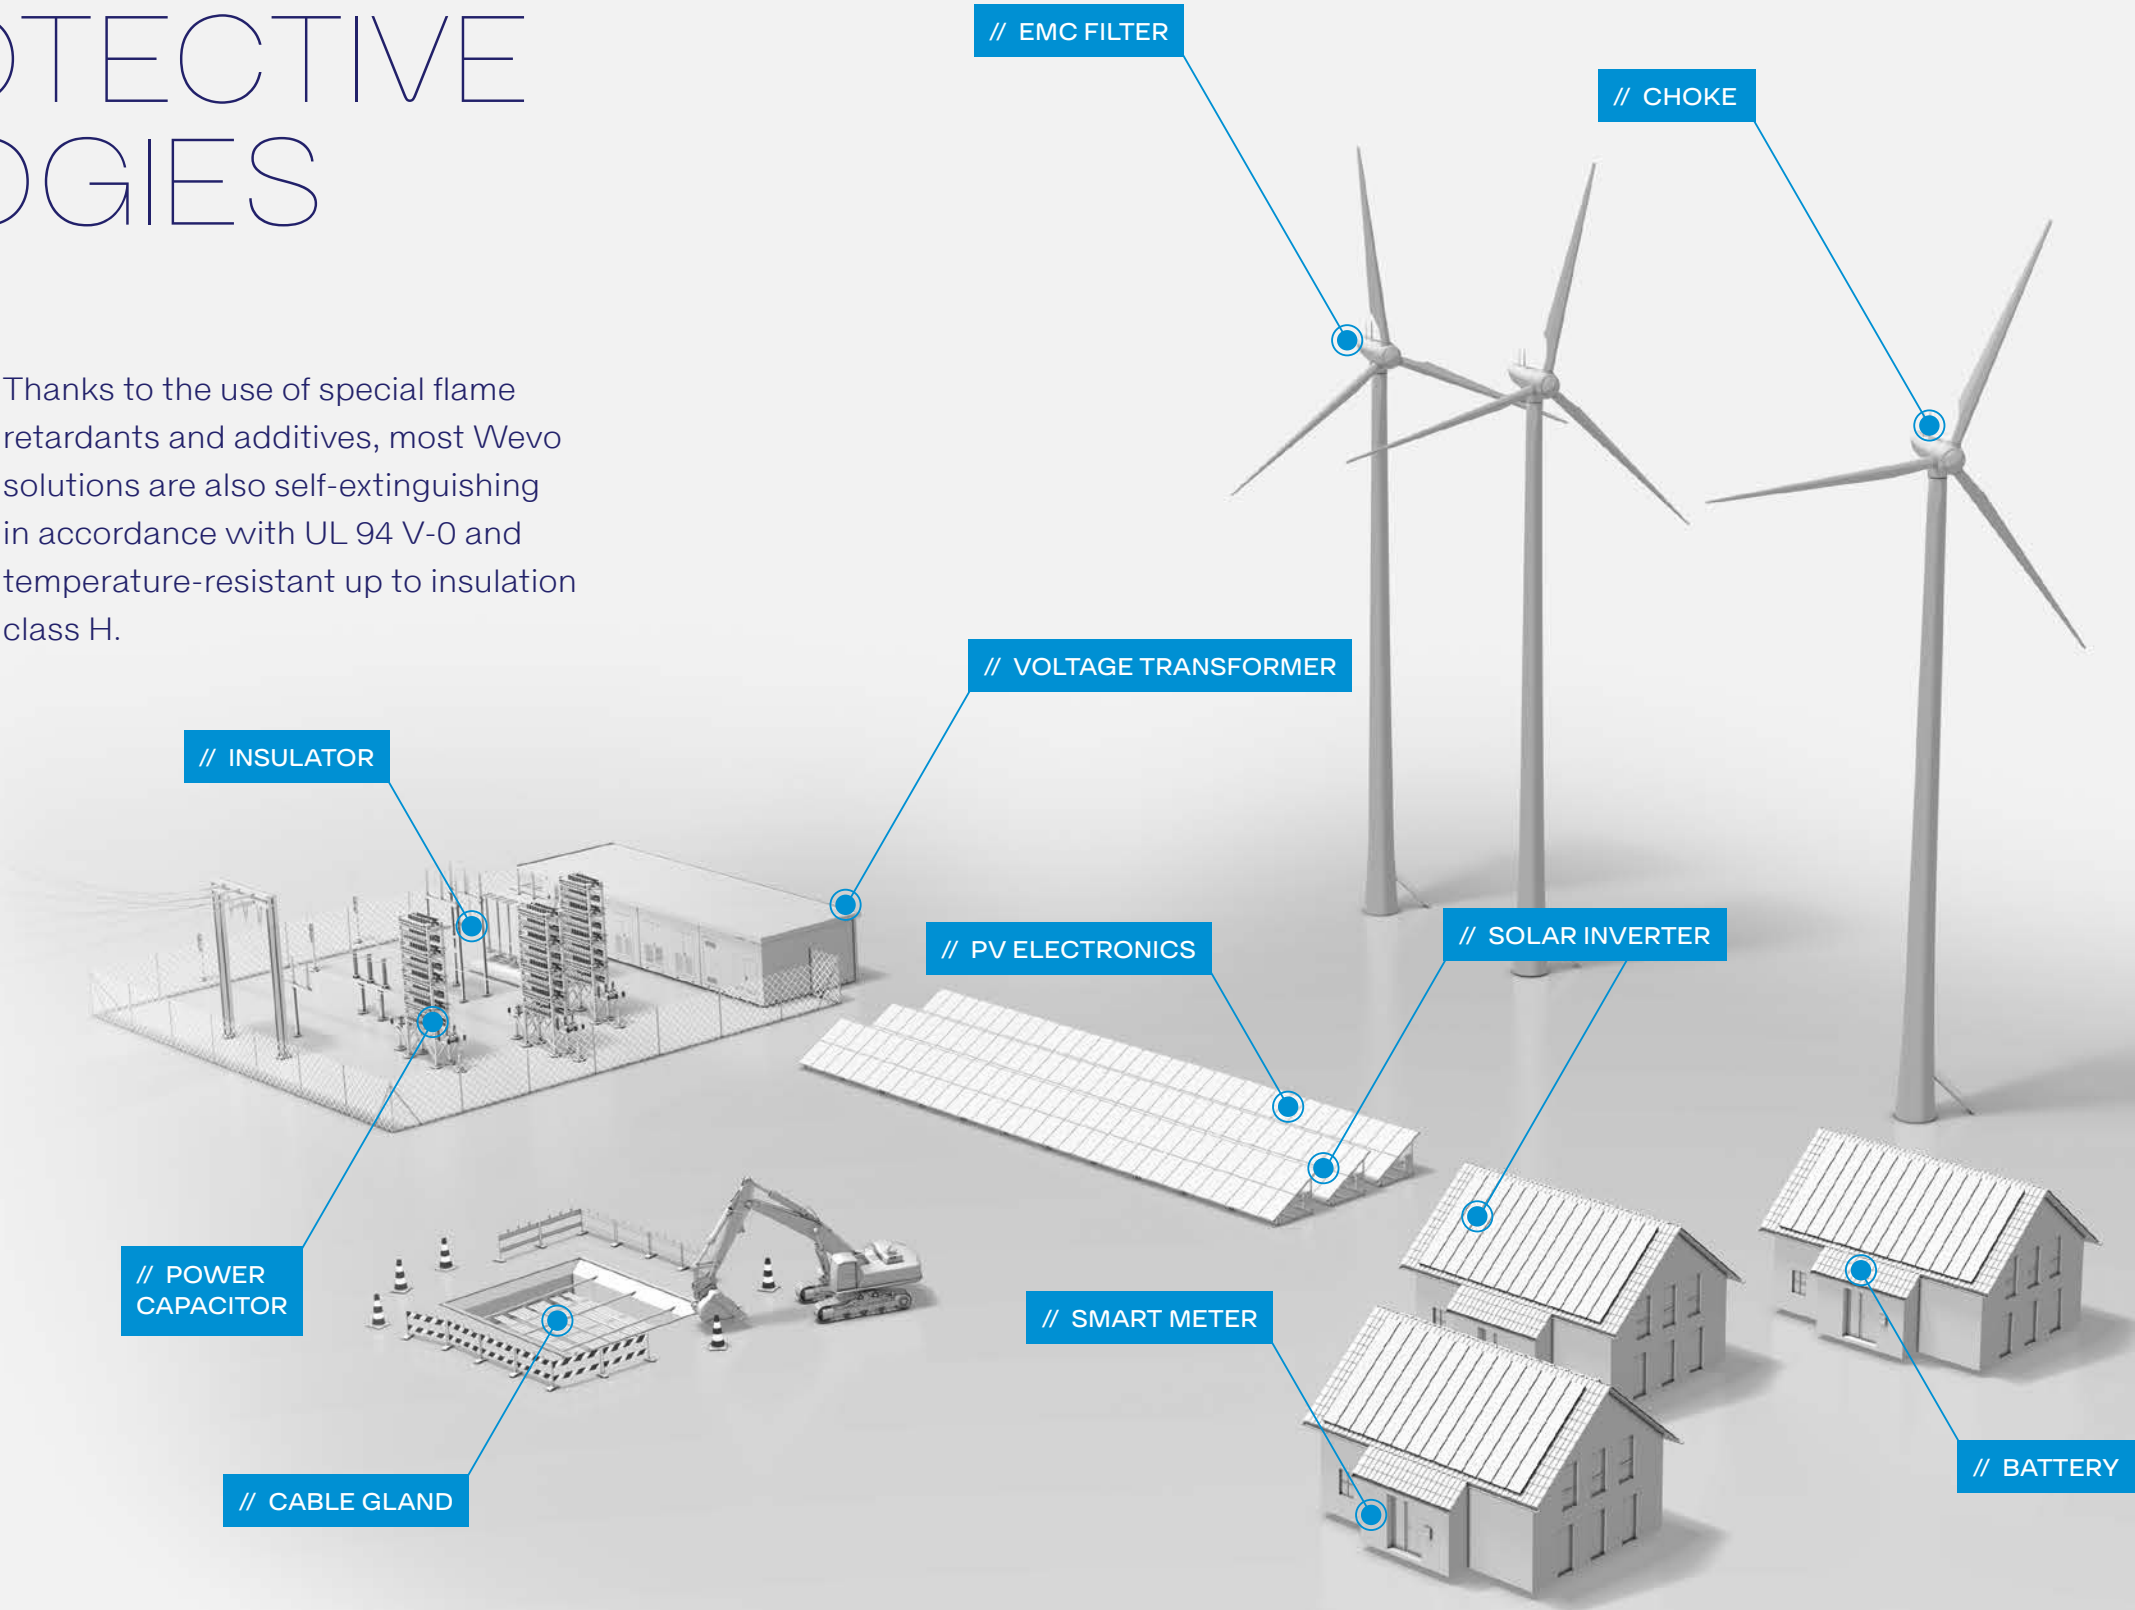 OTECTIVE
OGIES
Thanks to the use of special flame
retardants and additives, most Wevo
solutions are also self-extinguishing
in accordance with UL 94 V-0 and
temperature-resistant up to insulation
class H.
// EMC FILTER
// CHOKE
// VOLTAGE TRANSFORMER
// INSULATOR
// PV ELECTRONICS
// SOLAR INVERTER
// POWER
CAPACITOR
// SMART METER
// BATTERY
// CABLE GLAND